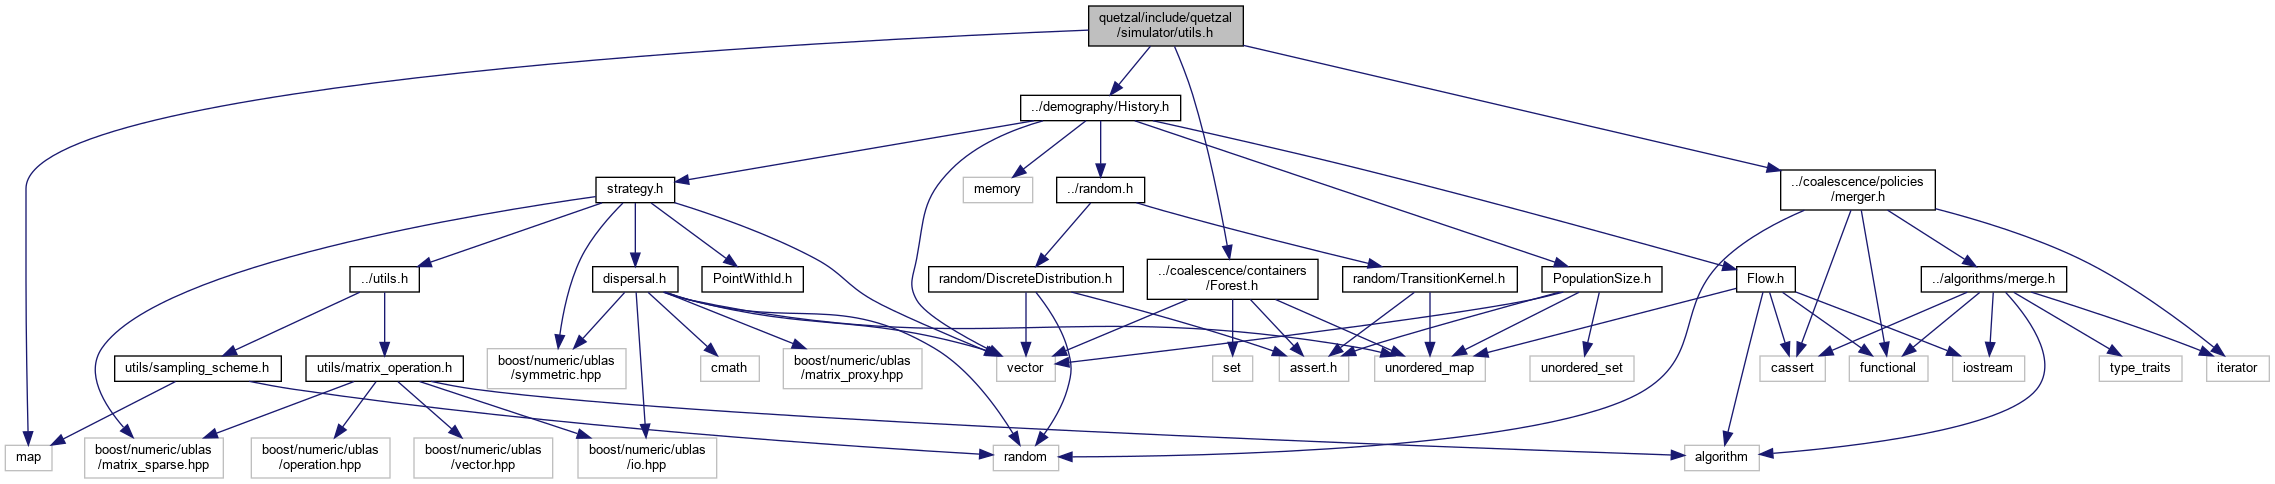 quetzal/include/quetzal
/simulator/utils.h
../demography/History.h
strategy.h
memory
../random.h
../coalescence/policies
/merger.h
../utils.h
dispersal.h
PointWithId.h
random/DiscreteDistribution.h
../coalescence/containers
/Forest.h
random/TransitionKernel.h
PopulationSize.h
Flow.h
../algorithms/merge.h
utils/sampling_scheme.h
utils/matrix_operation.h
boost/numeric/ublas
/symmetric.hpp
cmath
boost/numeric/ublas
/matrix_proxy.hpp
vector
set
assert.h
unordered_map
unordered_set
cassert
functional
iostream
type_traits
iterator
map
boost/numeric/ublas
/matrix_sparse.hpp
boost/numeric/ublas
/operation.hpp
boost/numeric/ublas
/vector.hpp
boost/numeric/ublas
/io.hpp
random
algorithm